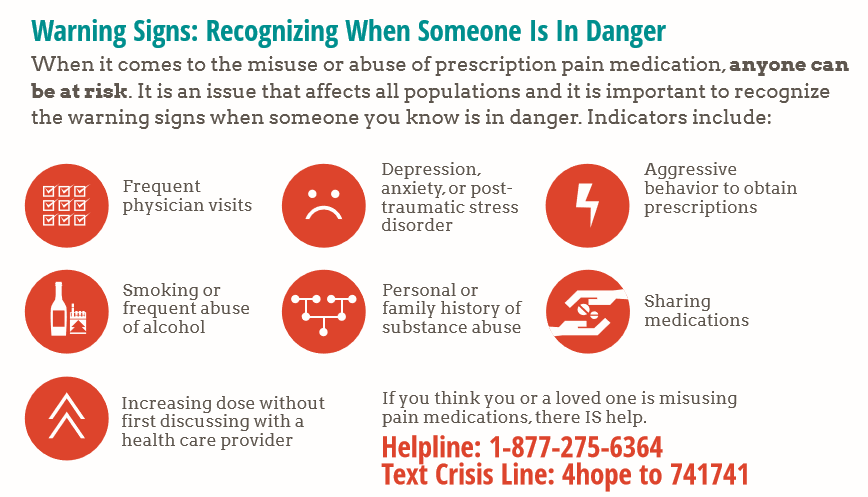 Warning Signs: Recognizing When Someone Is In Danger
When it comes to the misuse or abuse of prescription pain medication, anyone can
be at risk. It is an issue that affects all populations and it is important to recognize
the warning signs when someone you know is in danger. Indicators include:
Frequent
physician visits
Depression,
anxiety, or post-
traumatic stress
disorder
Aggressive
behavior to obtain
prescriptions
Smoking or
frequent abuse
of alcohol
Personal or
family history of
substance abuse
Sharing
medications
Increasing dose without
first discussing with a
health care provider
If you think you or a loved one is misusing
pain medications, there IS help.
Helpline: 1-877-275-6364
Text Crisis Line: 4hope to 741741